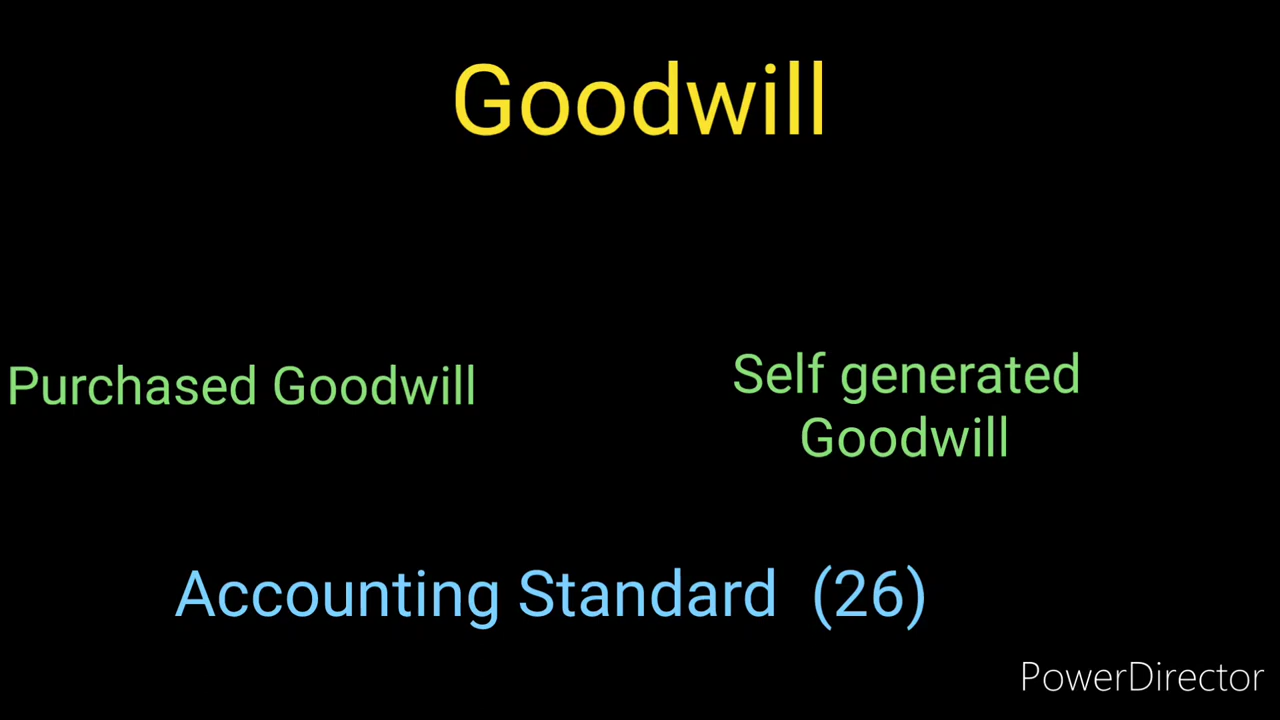 Goodwill
Purchased Goodwill
Self generated
Goodwill
Accounting Standard (26)
PowerDirector